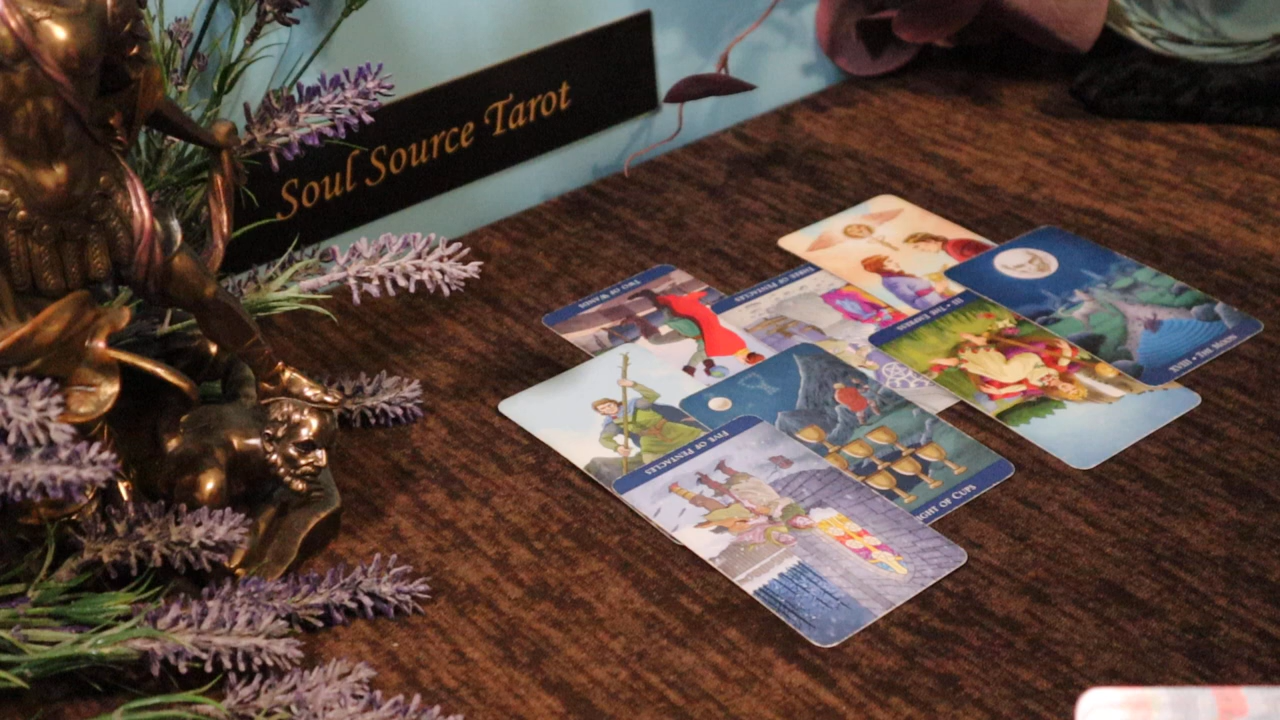 Soul Source Tarot
TWO OF WANDS
THREE OF PENTACLES
III • THE EMPRESS
XVIII • THE MOON
FIVE OF PENTACLES
IGHT OF CUPS